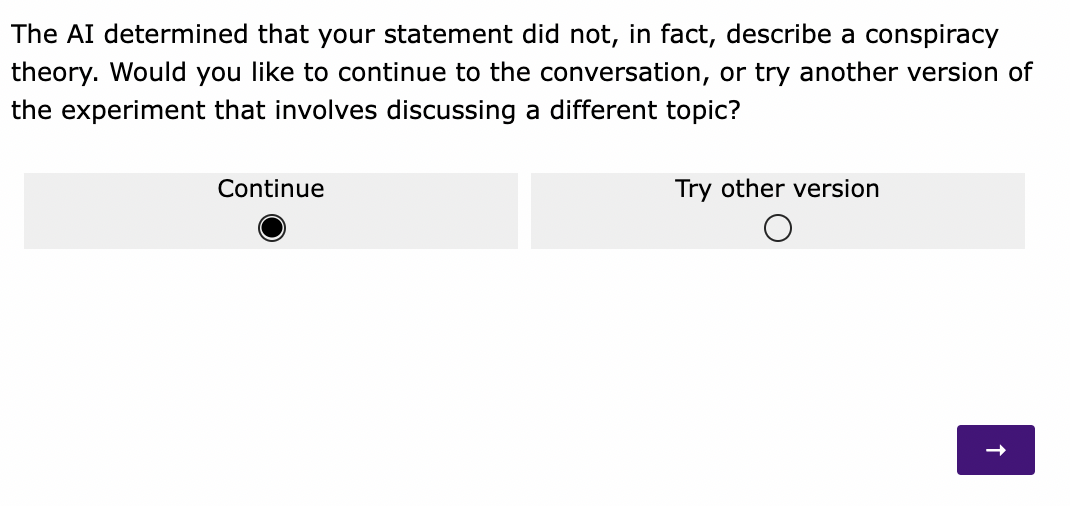 The AI determined that your statement did not, in fact, describe a conspiracy
theory. Would you like to continue to the conversation, or try another version of
the experiment that involves discussing a different topic?
Continue
Try other version
→